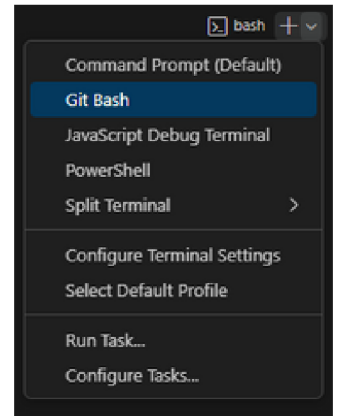 bash
Command Prompt (Default)
Git Bash
JavaScript Debug Terminal
PowerShell
Split Terminal
Configure Terminal Settings
Select Default Profile
Run Task...
Configure Tasks...